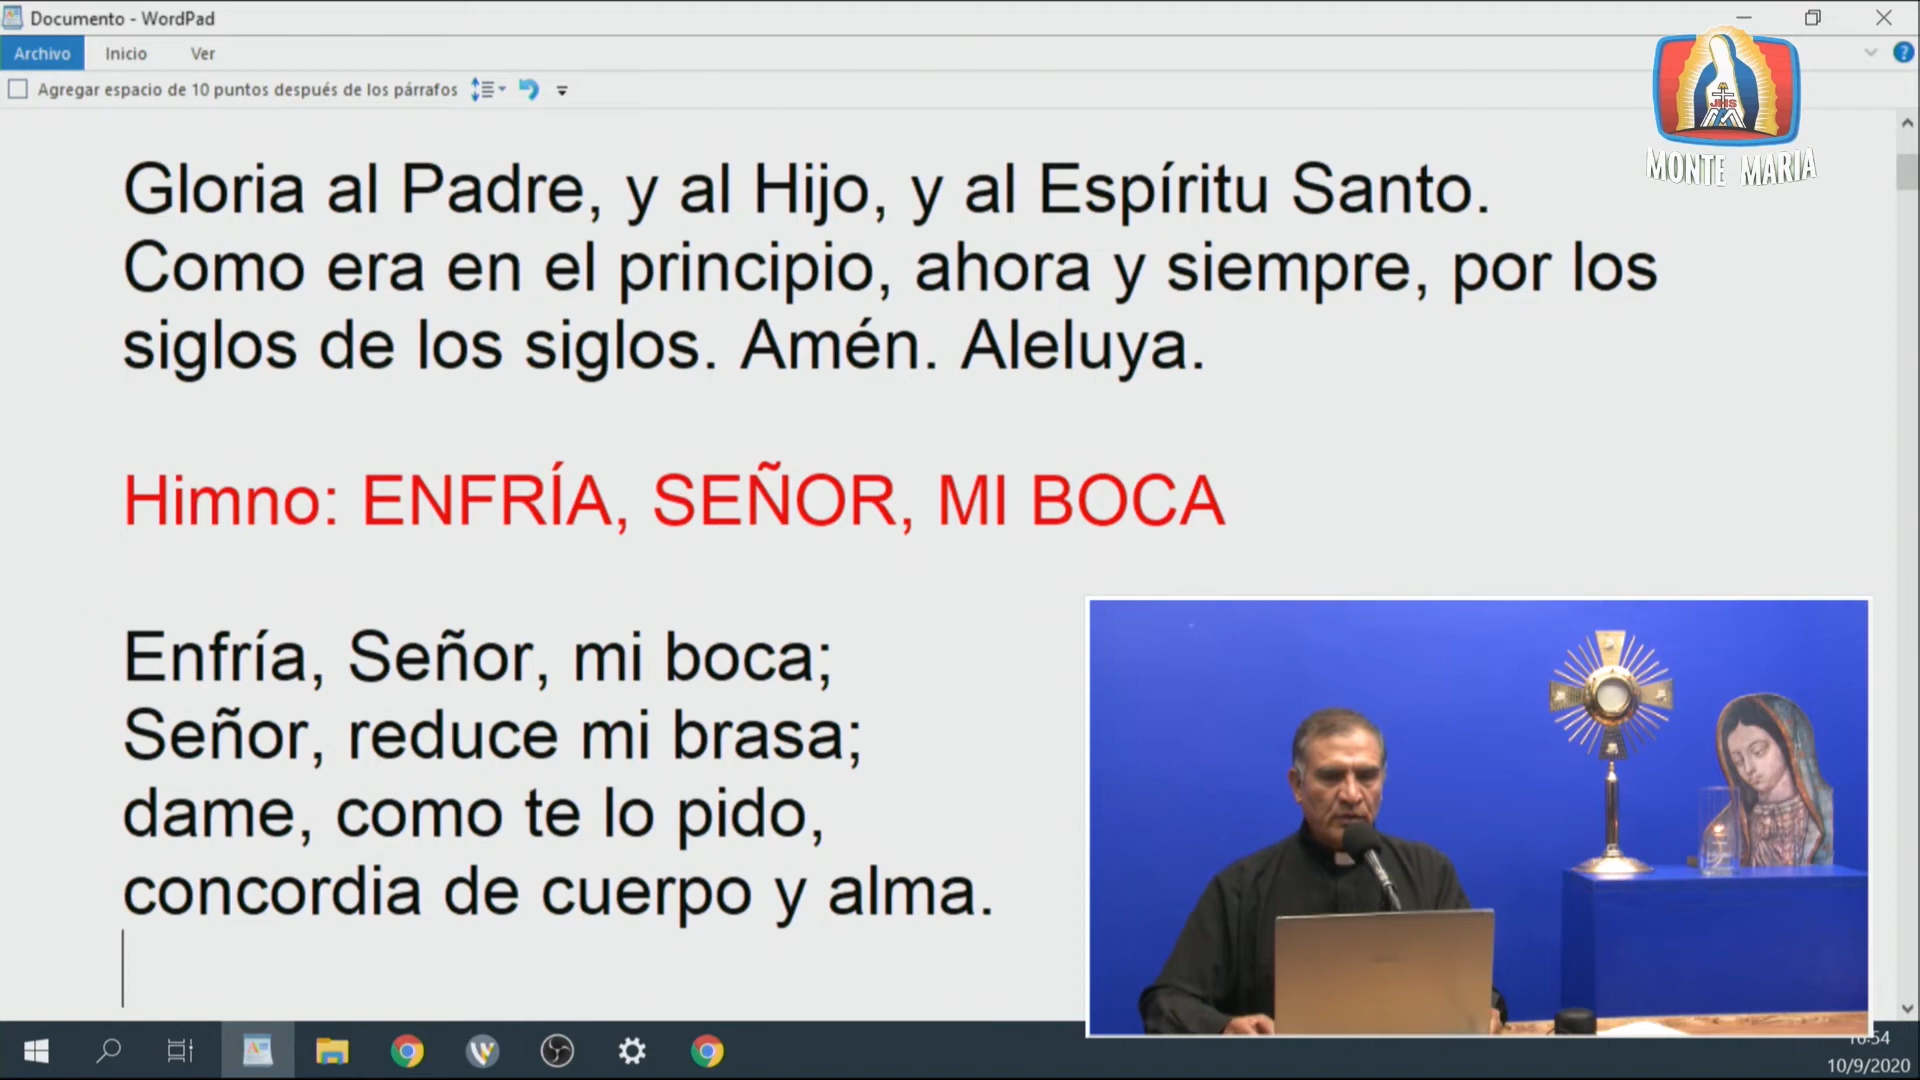 Documento - WordPad
Archivo Inicio Ver
Agregar espacio de 10 puntos después de los párrafos
JHS
MONTE MARIA
Gloria al Padre, y al Hijo, y al Espíritu Santo.
Como era en el principio, ahora y siempre, por los
siglos de los siglos. Amén. Aleluya.
Himno: ENFRÍA, SEÑOR, MI BOCA
Enfría, Señor, mi boca;
Señor, reduce mi brasa;
dame, como te lo pido,
concordia de cuerpo y alma.
10/9/2020